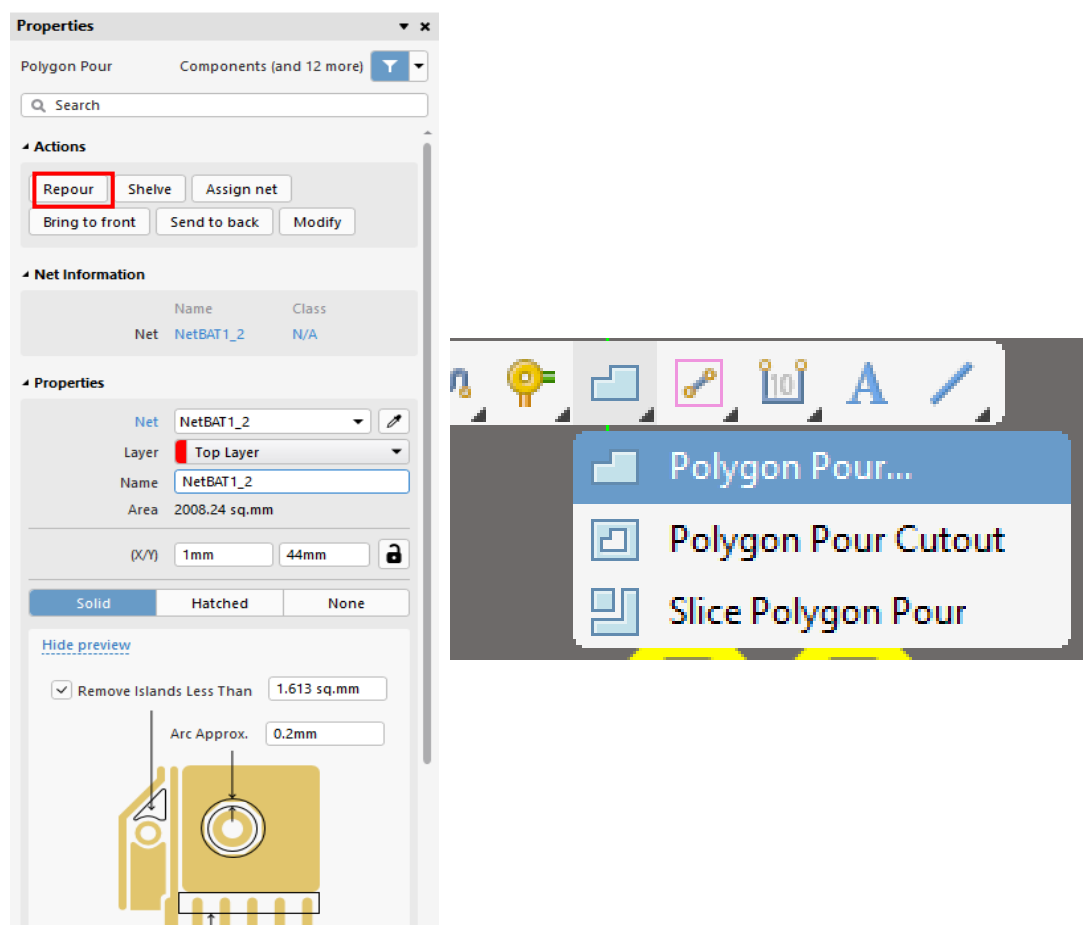 Properties
Polygon Pour Components (and 12 more)
Search
Actions
Repour Shelve Assign net
Bring to front Send to back Modify
Net Information
Name Class
Net NetBAT1_2 N/A
Properties
Net NetBAT1_2
Layer Top Layer
Name NetBAT1_2
Area 2008.24 sq.mm
(X/Y) 1mm 44mm
Solid Hatched None
Hide preview
Remove Islands Less Than 1.613 sq.mm
Arc Approx. 0.2mm
10 A
Polygon Pour...
Polygon Pour Cutout
Slice Polygon Pour